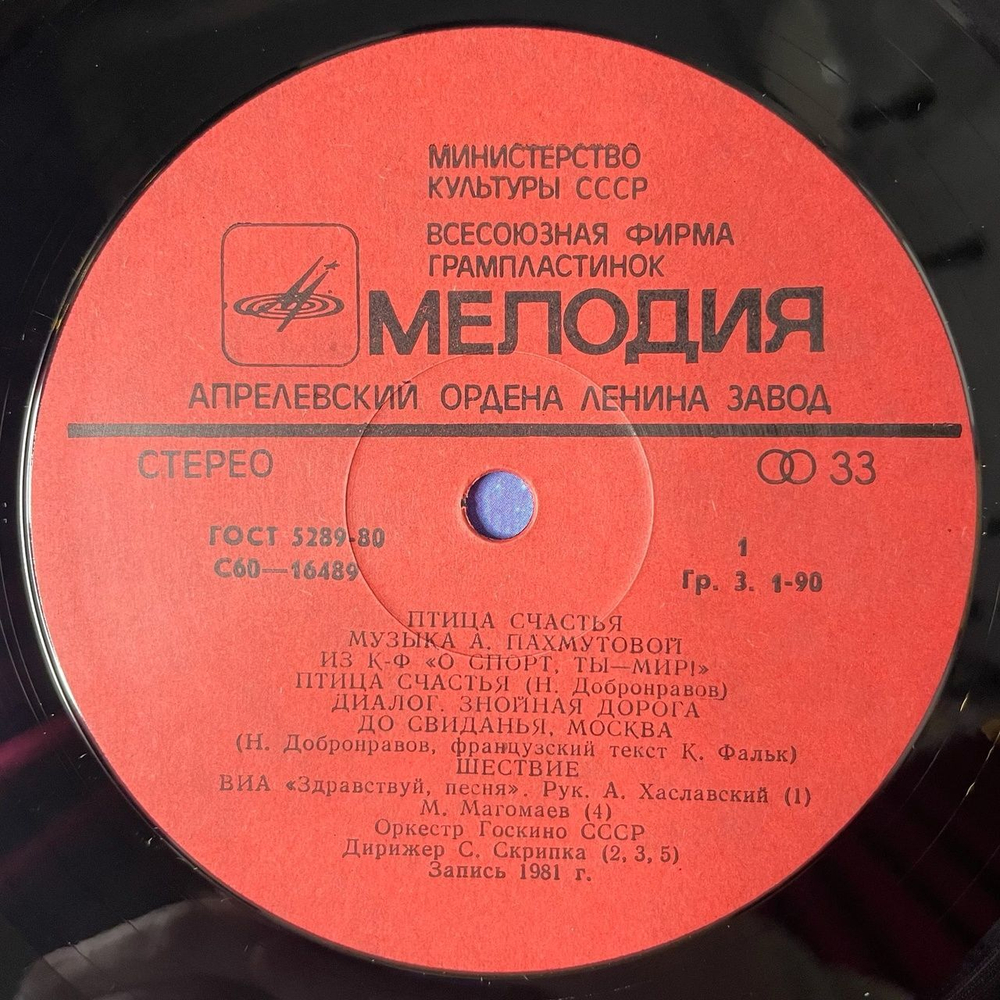 МИНИСТЕРСТВО
КУЛЬТУРЫ СССР
ВСЕСОЮЗНАЯ ФИРМА
ГРАМПЛАСТИНОК
МЕЛОДИЯ
АПРЕЛЕВСКИЙ ОРДЕНА ЛЕНИНА ЗАВОД
СТЕРЕО 33
ГОСТ 5289-80
С60—16489
1
Гр. 3. 1-90
ПТИЦА СЧАСТЬЯ
МУЗЫКА А. ПАХМУТОВОЙ
ИЗ К-Ф «О СПОРТ, ТЫ—МИР!»
ПТИЦА СЧАСТЬЯ (Н. Добронравов)
ДИАЛОГ. ЗНОЙНАЯ ДОРОГА
ДО СВИДАНЬЯ, МОСКВА
(Н. Добронравов, французский текст К. Фальк)
ШЕСТВИЕ
ВИА «Здравствуй, песня». Рук. А. Хаславский (1)
М. Магомаев (4)
Оркестр Госкино СССР
Дирижер С. Скрипка (2, 3, 5)
Запись 1981 г.